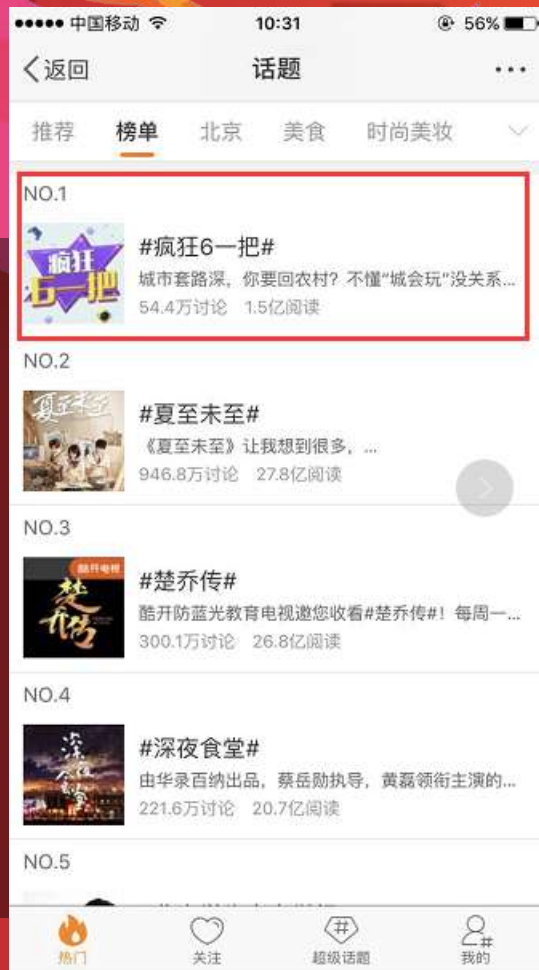 中国移动 10:31 56%
返回 话题
推荐 榜单 北京 美食 时尚美妆
NO.1
疯狂
6一把
#疯狂6一把#
城市套路深，你要回农村？不懂“城会玩”没关系...
54.4万讨论 1.5亿阅读
NO.2
夏至未至
#夏至未至#
《夏至未至》让我想到很多，...
946.8万讨论 27.8亿阅读
NO.3
酷开电视
楚乔传
#楚乔传#
酷开防蓝光教育电视邀您收看#楚乔传#！每周一...
300.1万讨论 26.8亿阅读
NO.4
深夜食堂
#深夜食堂#
由华录百纳出品，蔡岳勋执导，黄磊领衔主演的...
221.6万讨论 20.7亿阅读
NO.5
热门 关注 超级话题 我的